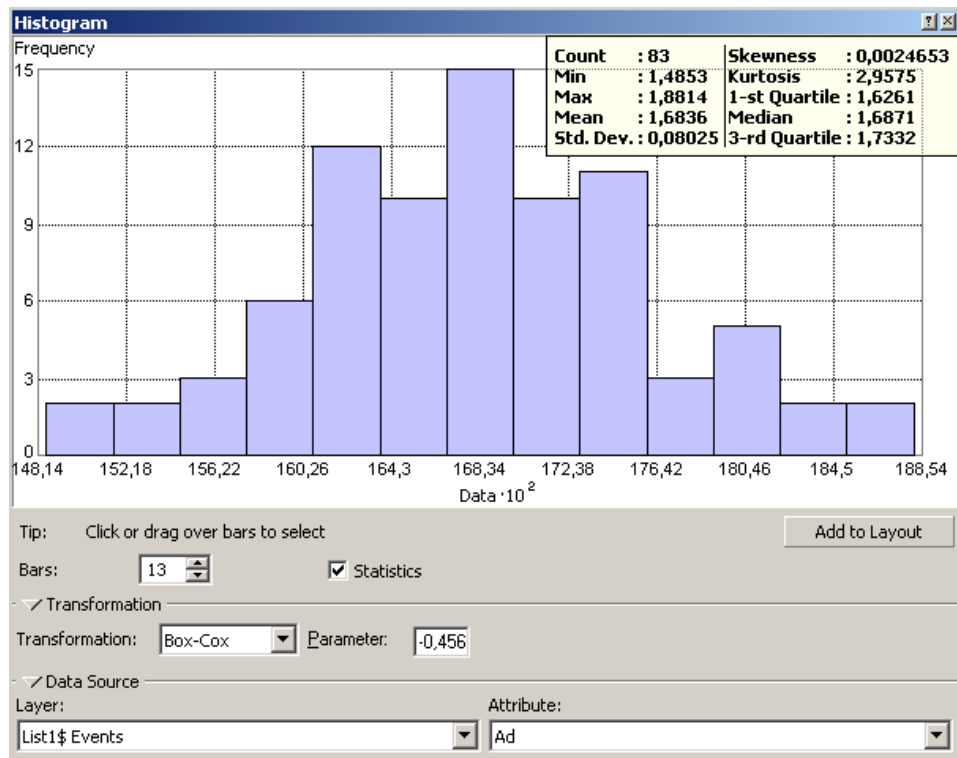 Histogram
Frequency
Count : 83 Skewness : 0,0024653
Min : 1,4853 Kurtosis : 2,9575
Max : 1,8814 1-st Quartile : 1,6261
Mean : 1,6836 Median : 1,6871
Std. Dev. : 0,08025 3-rd Quartile : 1,7332
15
12
9
6
3
0
148,14 152,18 156,22 160,26 164,3 168,34 172,38 176,42 180,46 184,5 188,54
Data ·10 2
Tip: Click or drag over bars to select Add to Layout
Bars: 13 Statistics
Transformation
Transformation: Box-Cox Parameter: -0,456
Data Source
Layer: Attribute:
List1$ Events Ad